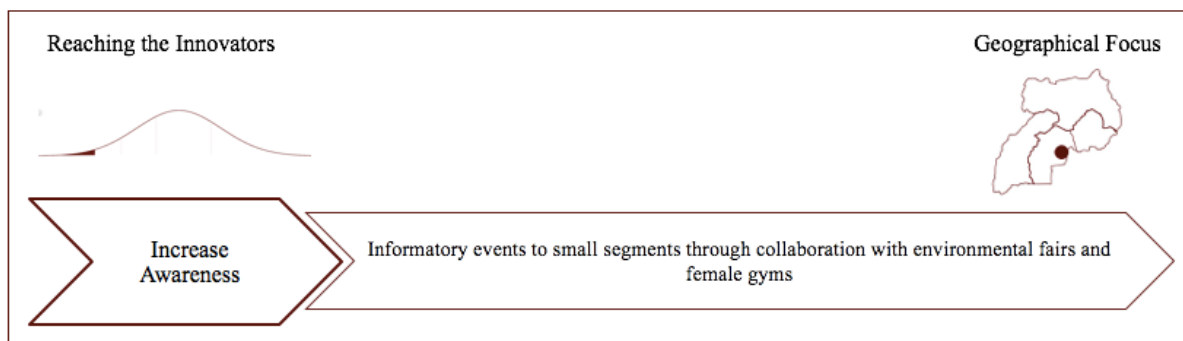 Reaching the Innovators
Geographical Focus
Increase
Awareness
Informatory events to small segments through collaboration with environmental fairs and
female gyms